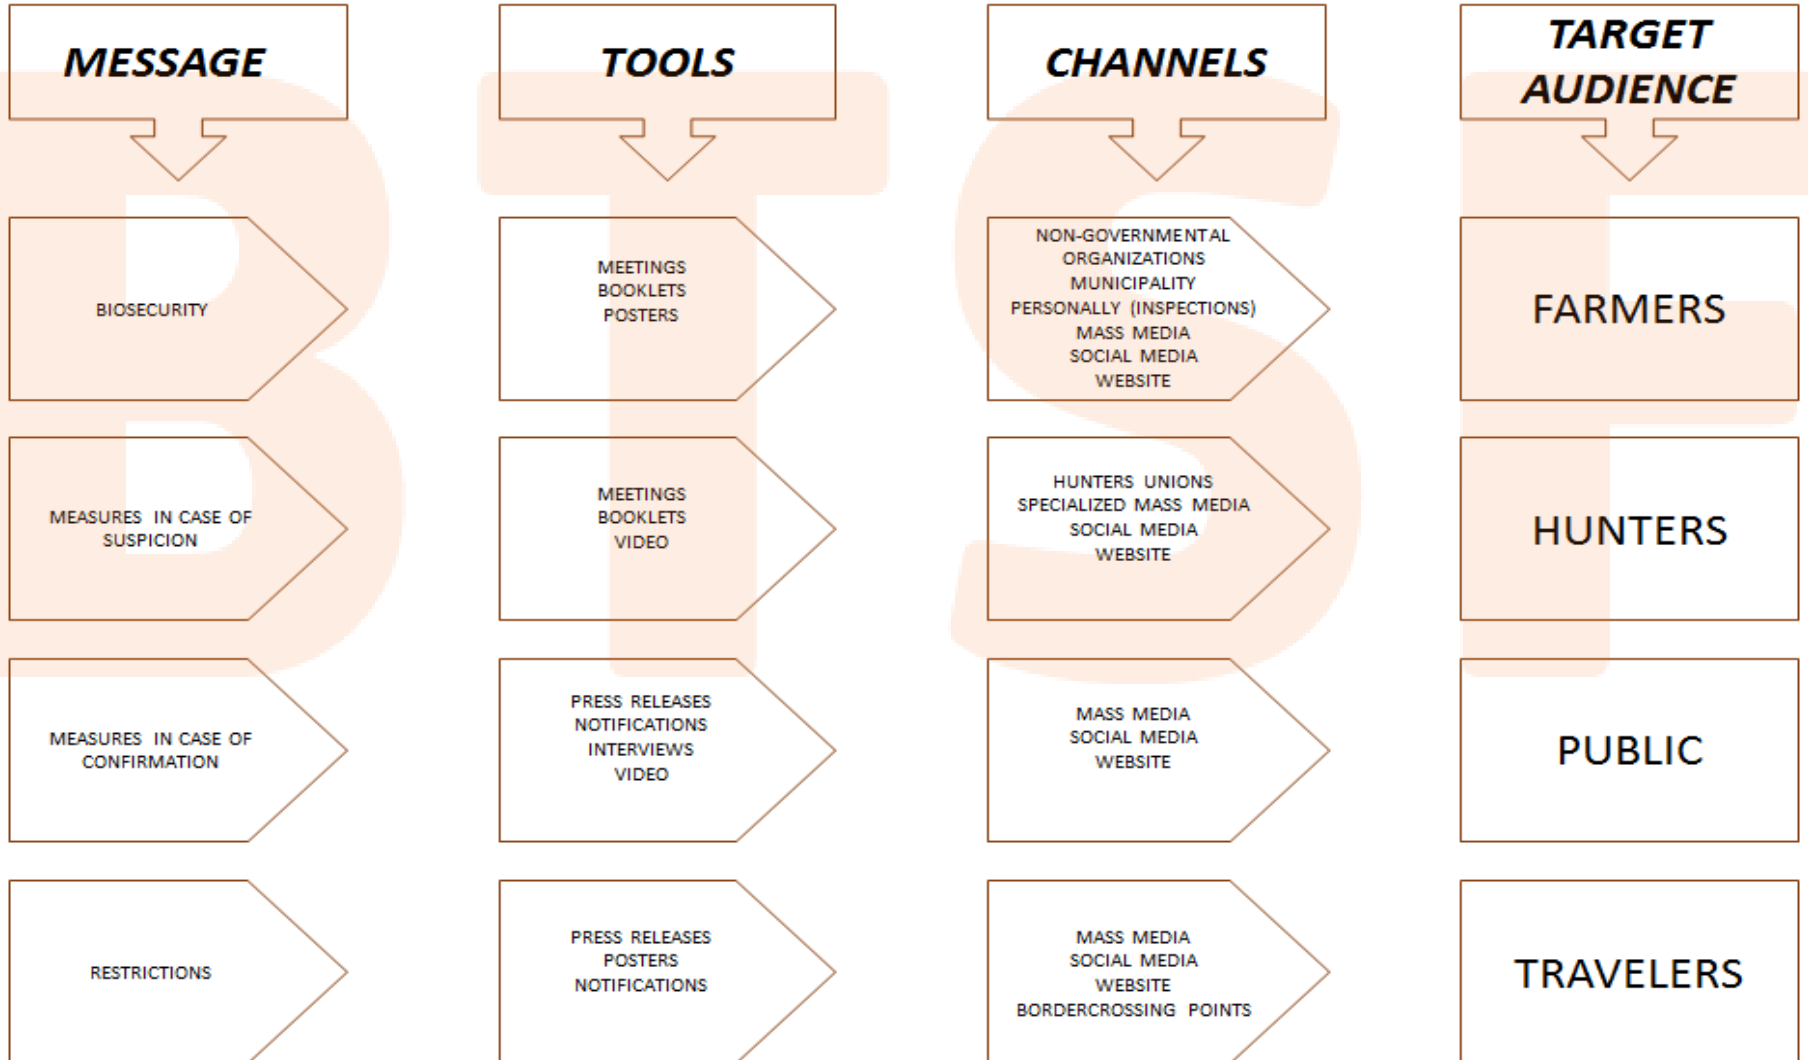 MESSAGE
TOOLS
CHANNELS
TARGET
AUDIENCE
BIOSECURITY
MEETINGS
BOOKLETS
POSTERS
NON-GOVERNMENTAL
ORGANIZATIONS
MUNICIPALITY
PERSONALLY (INSPECTIONS)
MASS MEDIA
SOCIAL MEDIA
WEBSITE
FARMERS
MEASURES IN CASE OF
SUSPICION
MEETINGS
BOOKLETS
VIDEO
HUNTERS UNIONS
SPECIALIZED MASS MEDIA
SOCIAL MEDIA
WEBSITE
HUNTERS
MEASURES IN CASE OF
CONFIRMATION
PRESS RELEASES
NOTIFICATIONS
INTERVIEWS
VIDEO
MASS MEDIA
SOCIAL MEDIA
WEBSITE
PUBLIC
RESTRICTIONS
PRESS RELEASES
POSTERS
NOTIFICATIONS
MASS MEDIA
SOCIAL MEDIA
WEBSITE
BORDERCROSSING POINTS
TRAVELERS
BTSF